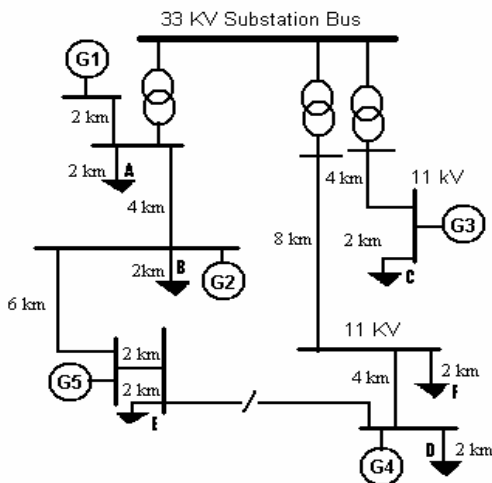 33 KV Substation Bus
G1
2 km
2 km
A
4 km
11 kV
4 km
8 km
2 km
G3
C
2km
B
G2
6 km
11 KV
2 km
G5
2 km
E
4 km
2 km
F
G4
D
2 km